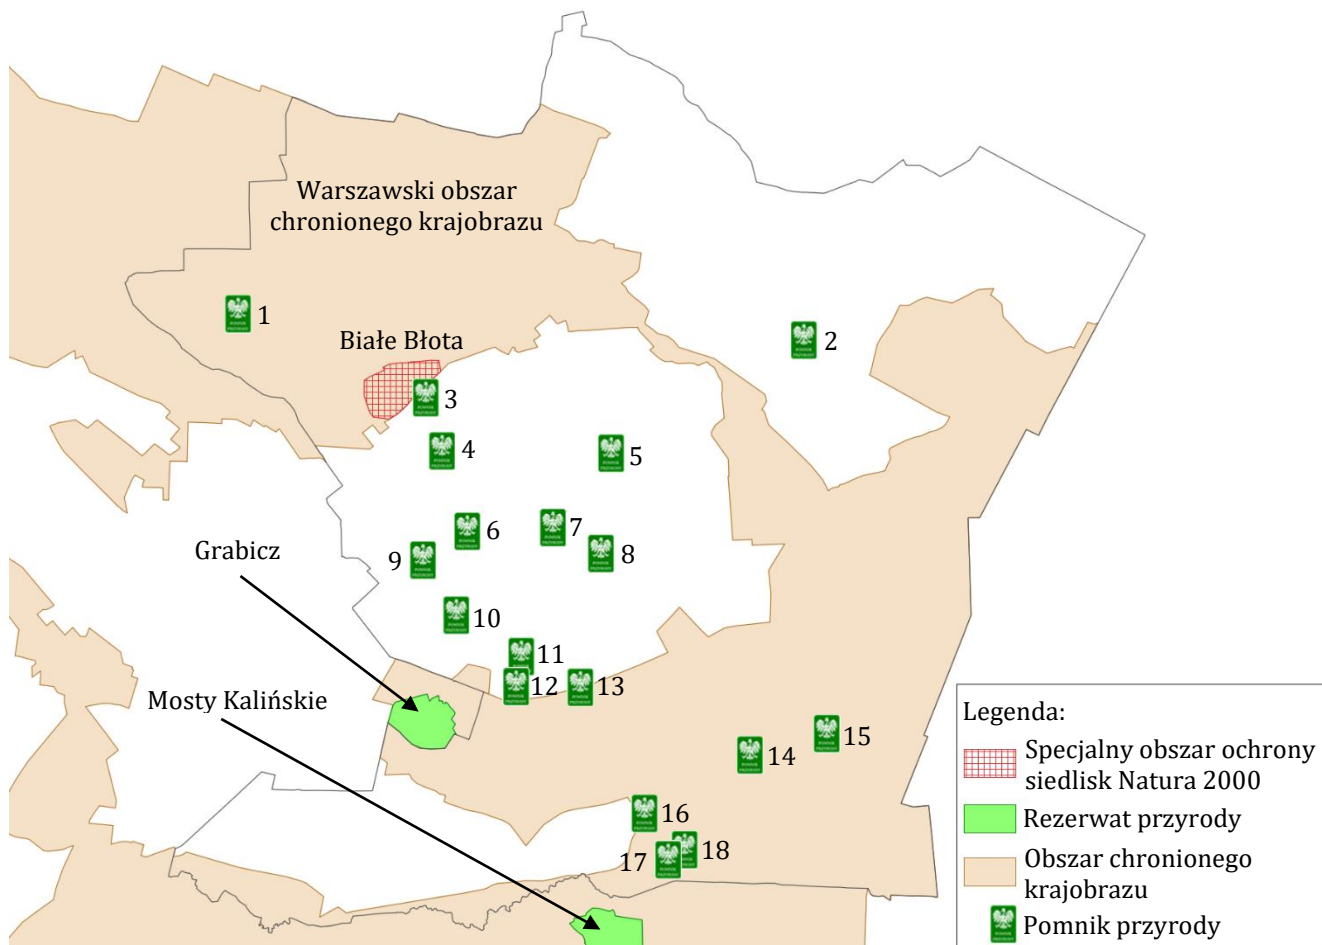 Warszawski obszar
chronionego krajobrazu
1
2
Białe Błota
3
4
5
6
7
8
9
Grabicz
10
11
12
13
Mosty Kalińskie
14
15
16
17
18
Legenda:
Specjalny obszar ochrony
siedlisk Natura 2000
Rezerwat przyrody
Obszar chronionego
krajobrazu
Pomnik przyrody